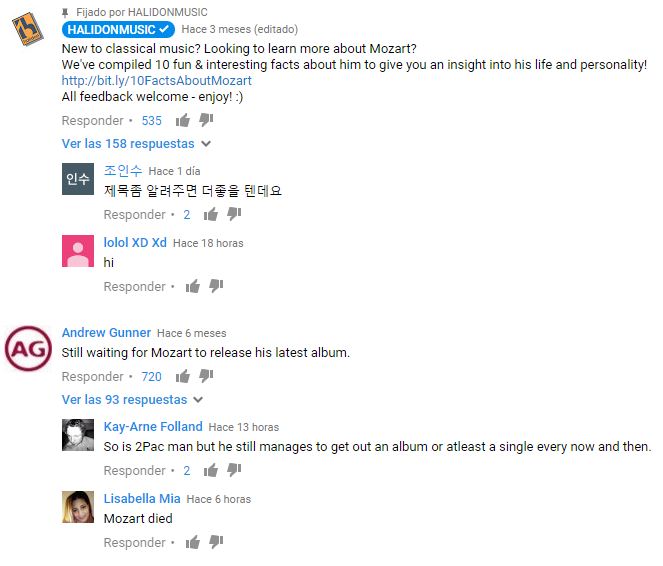 Fijado por HALIDONMUSIC
HALIDONMUSIC Hace 3 meses (editado)
New to classical music? Looking to learn more about Mozart?
We've compiled 10 fun & interesting facts about him to give you an insight into his life and personality!
http://bit.ly/10FactsAboutMozart
All feedback welcome - enjoy! :)
Responder • 535
Ver las 158 respuestas
인수
조인수 Hace 1 día
제목좀 알려주면 더좋을 텐데요
Responder • 2
lolol XD Xd Hace 18 horas
hi
Responder •
AG
Andrew Gunner Hace 6 meses
Still waiting for Mozart to release his latest album.
Responder • 720
Ver las 93 respuestas
Kay-Arne Folland Hace 13 horas
So is 2Pac man but he still manages to get out an album or atleast a single every now and then.
Responder • 2
Lisabella Mia Hace 6 horas
Mozart died
Responder •